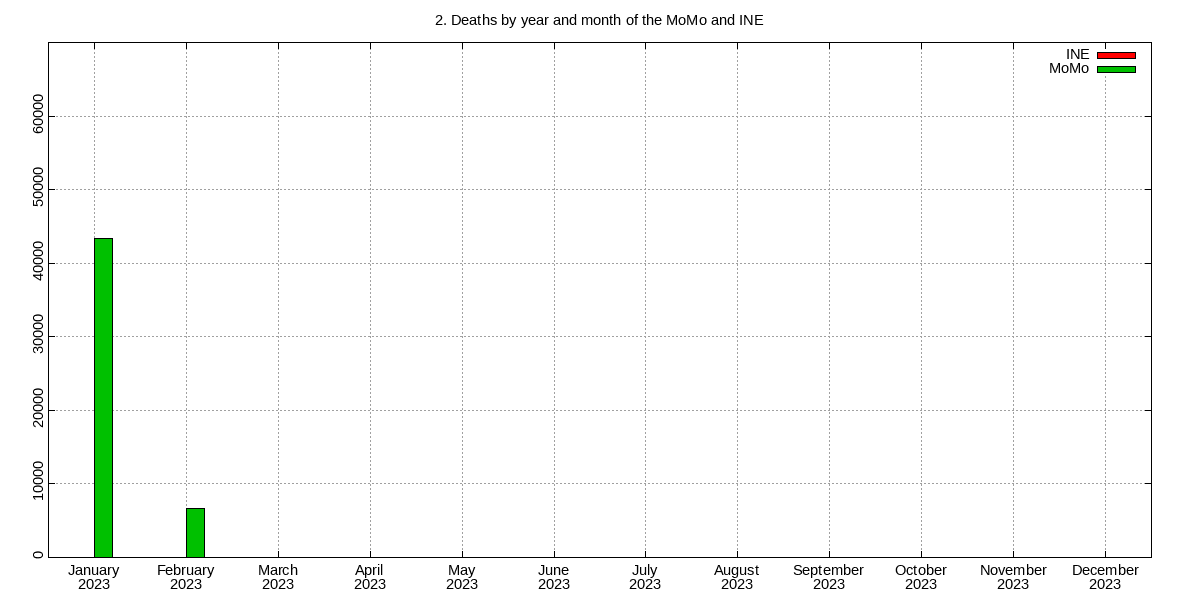 2. Deaths by year and month of the MoMo and INE
INE
MoMo
60000
50000
40000
30000
20000
10000
0
January February March April May June July August September October November December
2023 2023 2023 2023 2023 2023 2023 2023 2023 2023 2023 2023